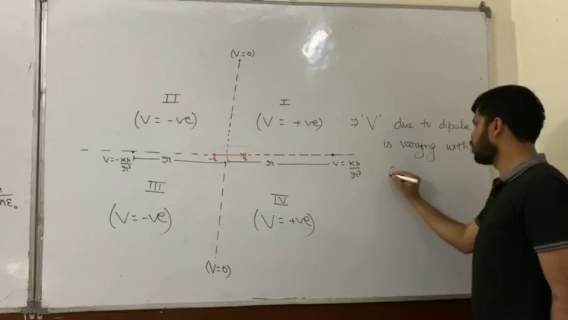 (V=0)
II
(V = -ve)
I
(V = +ve)
⇒ "V" due to dipole
is varying with
V=-KP/r²
r
-q
q
r
V=KP/r²
III
(V=-ve)
IV
(V=+ve)
(V=0)